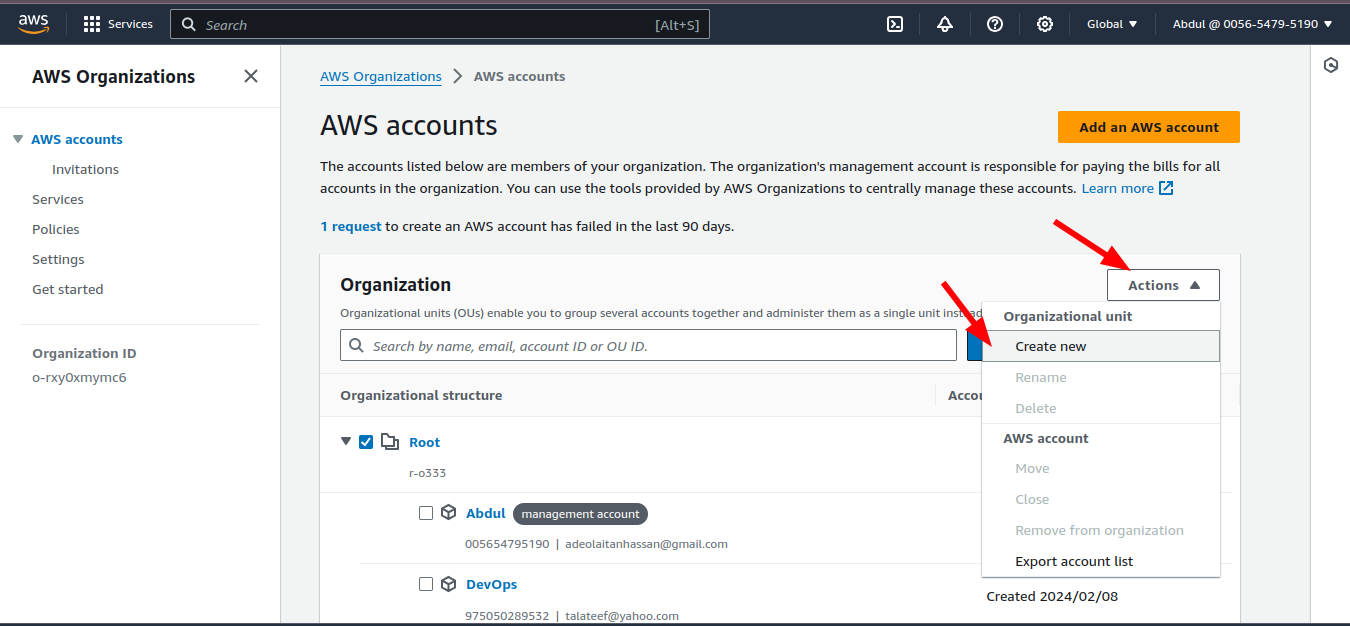 aws
Services
Search
[Alt+S]
Global
Abdul @ 0056-5479-5190
AWS Organizations
AWS accounts
Invitations
Services
Policies
Settings
Get started
Organization ID
o-rxy0xmymc6
AWS Organizations
AWS accounts
AWS accounts
Add an AWS account
The accounts listed below are members of your organization. The organization's management account is responsible for paying the bills for all
accounts in the organization. You can use the tools provided by AWS Organizations to centrally manage these accounts. Learn more
1 request to create an AWS account has failed in the last 90 days.
Organization
Actions
Organizational units (OUs) enable you to group several accounts together and administer them as a single unit instead
Search by name, email, account ID or OU ID.
Organizational structure
Accou
Root
r-o333
Abdul
management account
005654795190 | adeolaitanhassan@gmail.com
DevOps
975050289532 | talateef@yahoo.com
Organizational unit
Create new
Rename
Delete
AWS account
Move
Close
Remove from organization
Export account list
Created 2024/02/08